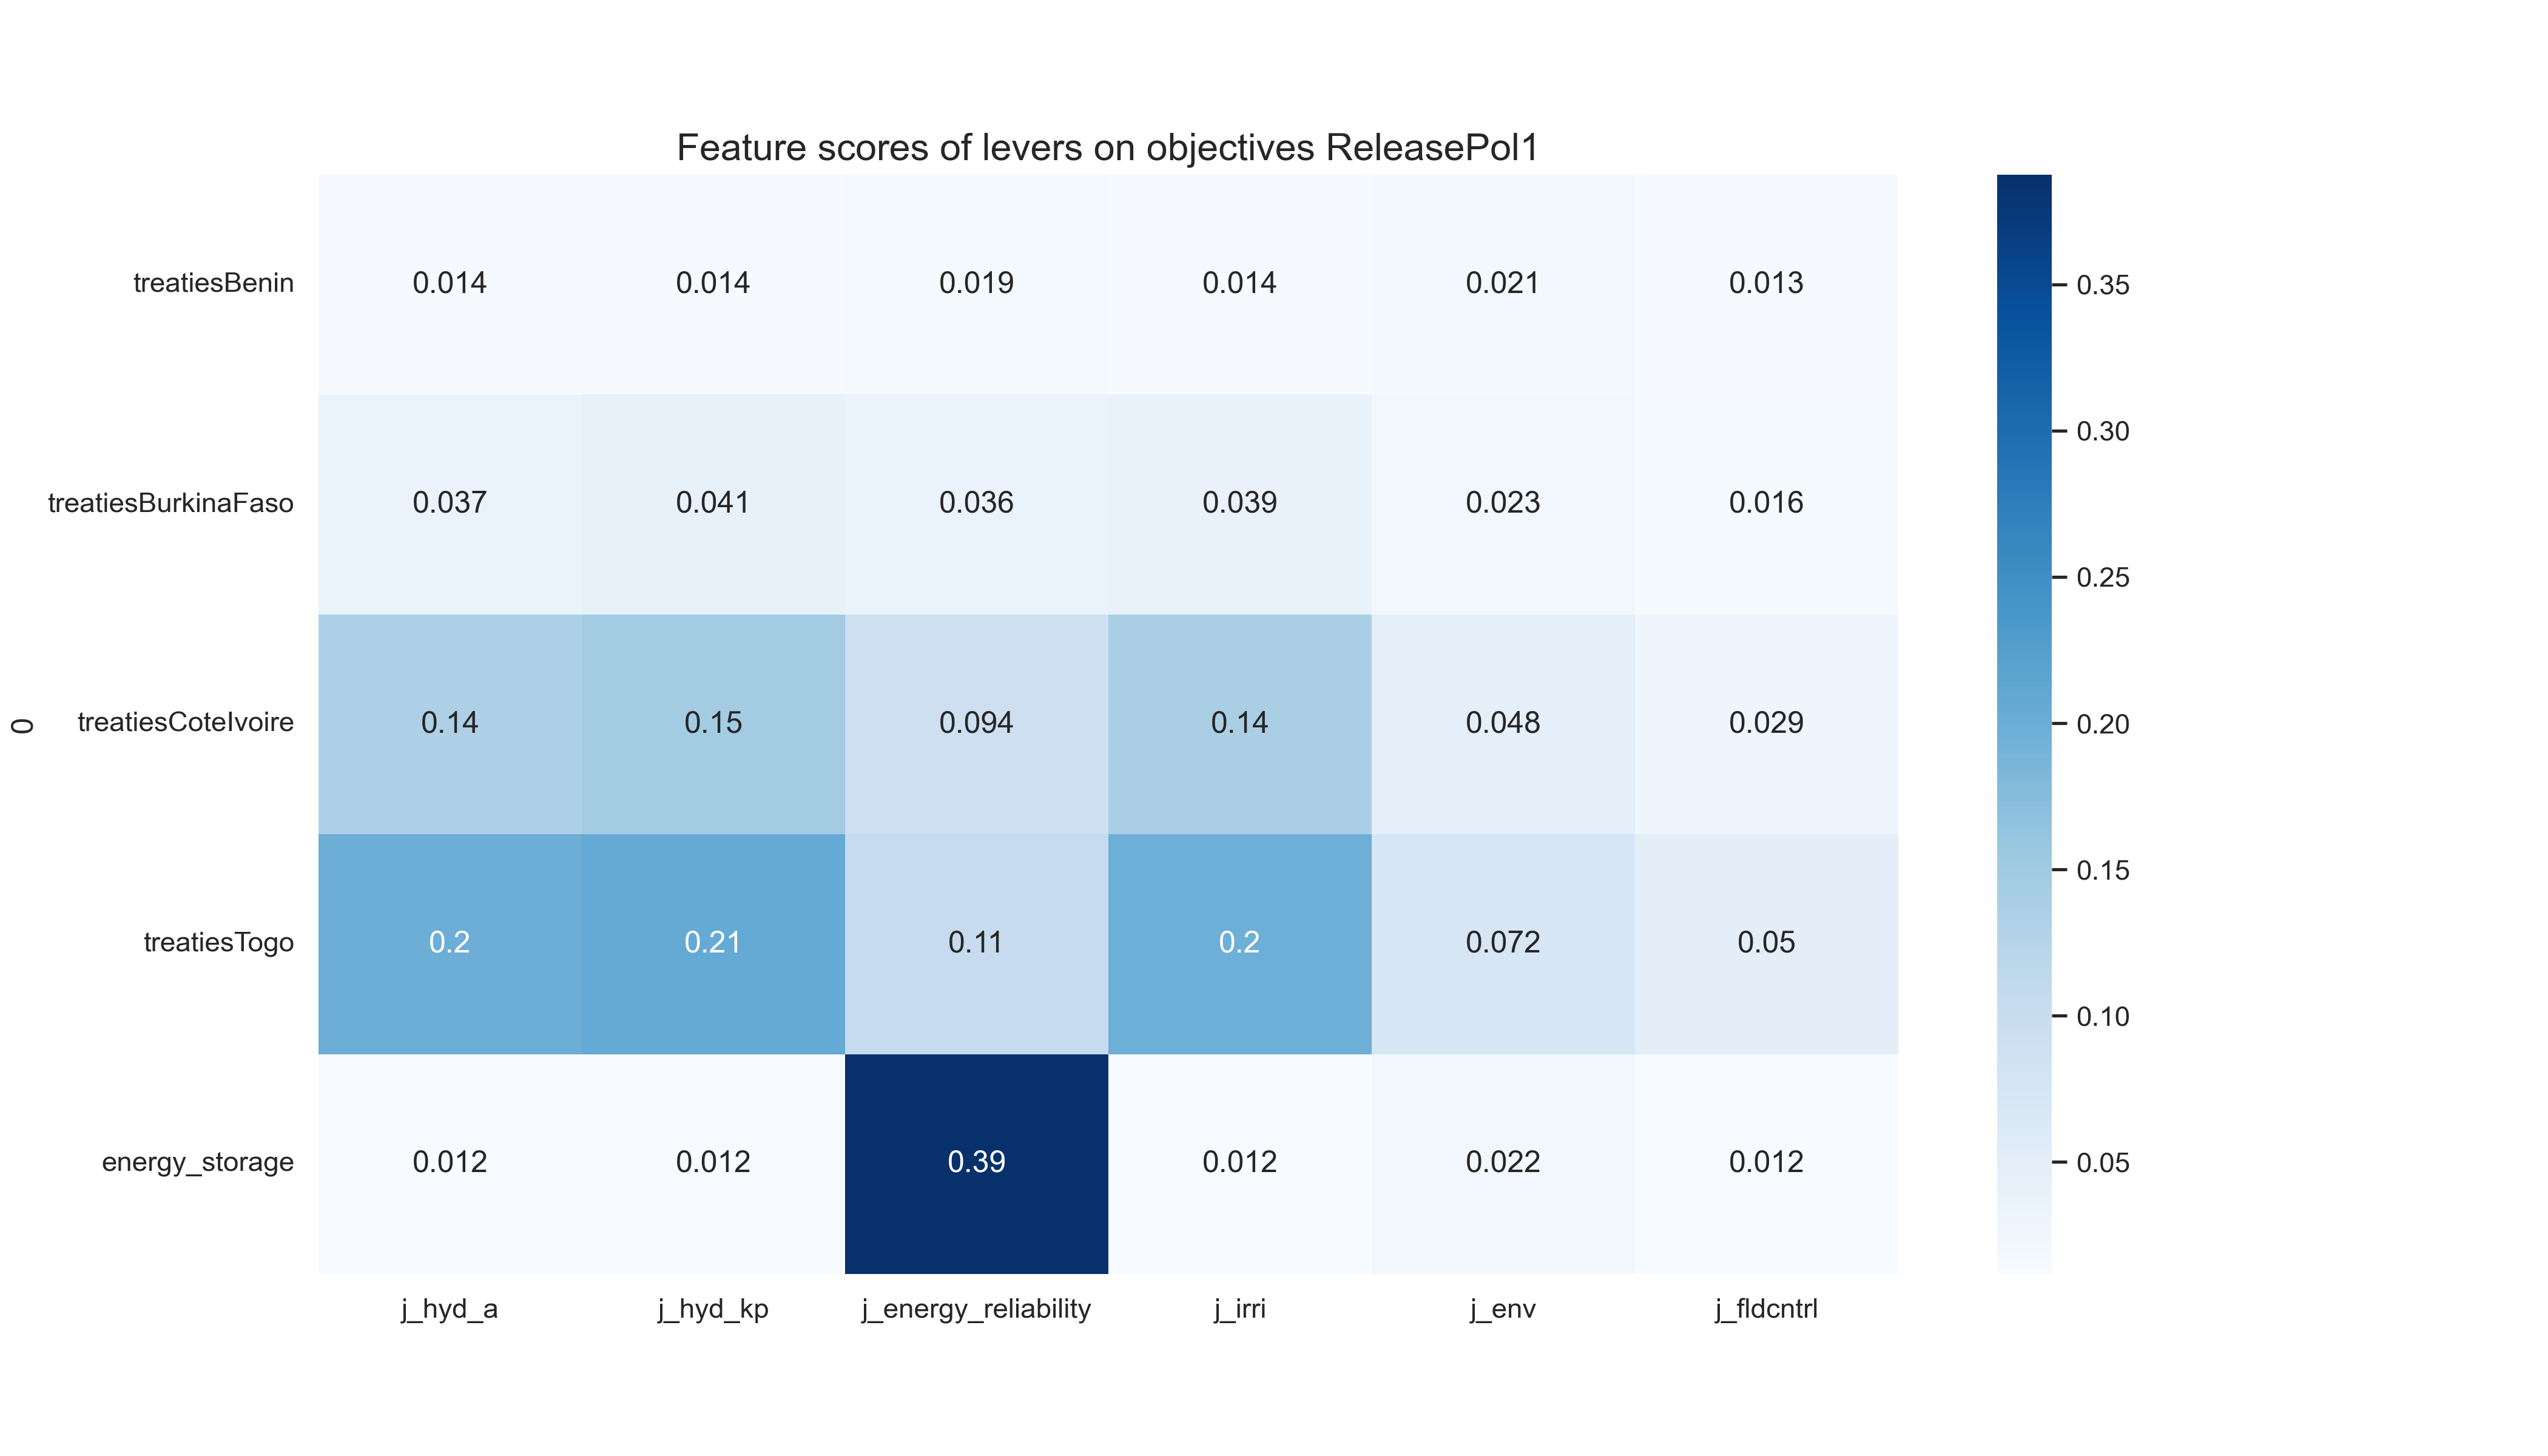 Feature scores of levers on objectives ReleasePol1
treatiesBenin 0.014 0.014 0.019 0.014 0.021 0.013
treatiesBurkinaFaso 0.037 0.041 0.036 0.039 0.023 0.016
treatiesCoteIvoire 0.14 0.15 0.094 0.14 0.048 0.029
treatiesTogo 0.2 0.21 0.11 0.2 0.072 0.05
energy_storage 0.012 0.012 0.39 0.012 0.022 0.012
j_hyd_a j_hyd_kp j_energy_reliability j_irri j_env j_fldcntrl
0
0.35
0.30
0.25
0.20
0.15
0.10
0.05